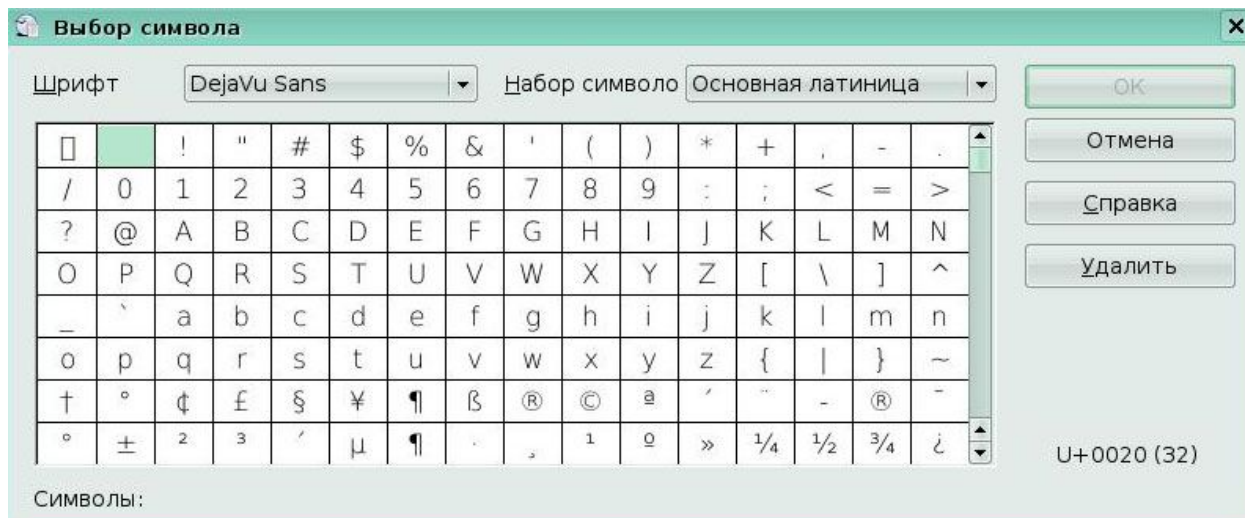 Выбор символа
Шрифт DejaVu Sans Набор символо Основная латиница OK
▯ ! " # $ % & ' ( ) * + , - .
Отмена
/ 0 1 2 3 4 5 6 7 8 9 : ; < = >
Справка
? @ A B C D E F G H I J K L M N
O P Q R S T U V W X Y Z [ \ ] ^
Удалить
_ ` a b c d e f g h i j k l m n
o p q r s t u v w x y z { | } ~
† ° ¢ £ § ¥ ¶ ß ® © ª ´ ¨ - ® ¯
° ± ² ³ ´ µ ¶ · ¸ ¹ º » ¼ ½ ¾ ¿
U+0020 (32)
Символы: